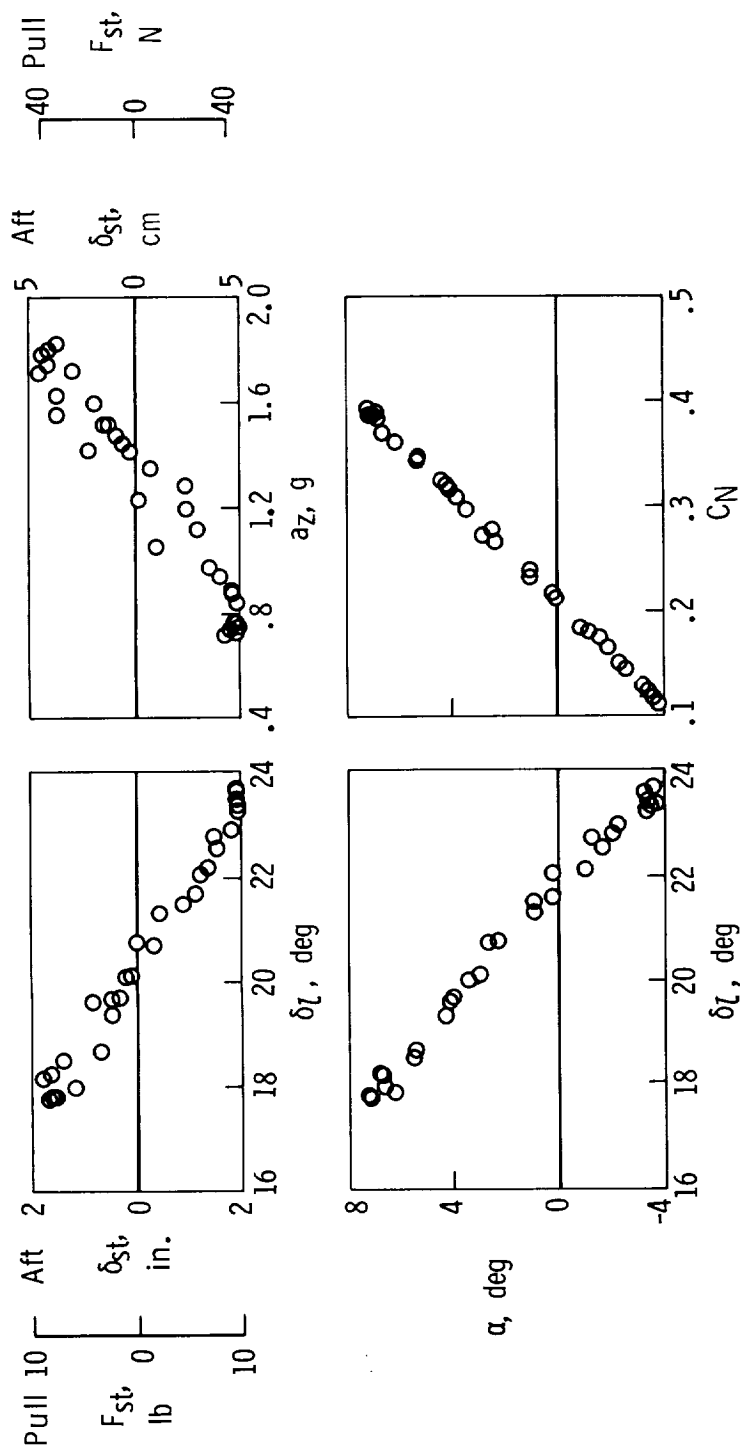 Pull 10
F_st,
lb
0
10
Aft
δ_st,
in.
2
0
2
16
18
20
22
24
δ_l, deg
5
Aft
δ_st,
cm
0
5
.4
.8
1.2
1.6
2.0
a_Z, g
40 Pull
F_st,
N
0
40
α, deg
8
4
0
-4
16
18
20
22
24
δ_l, deg
.1
.2
.3
.4
.5
C_N